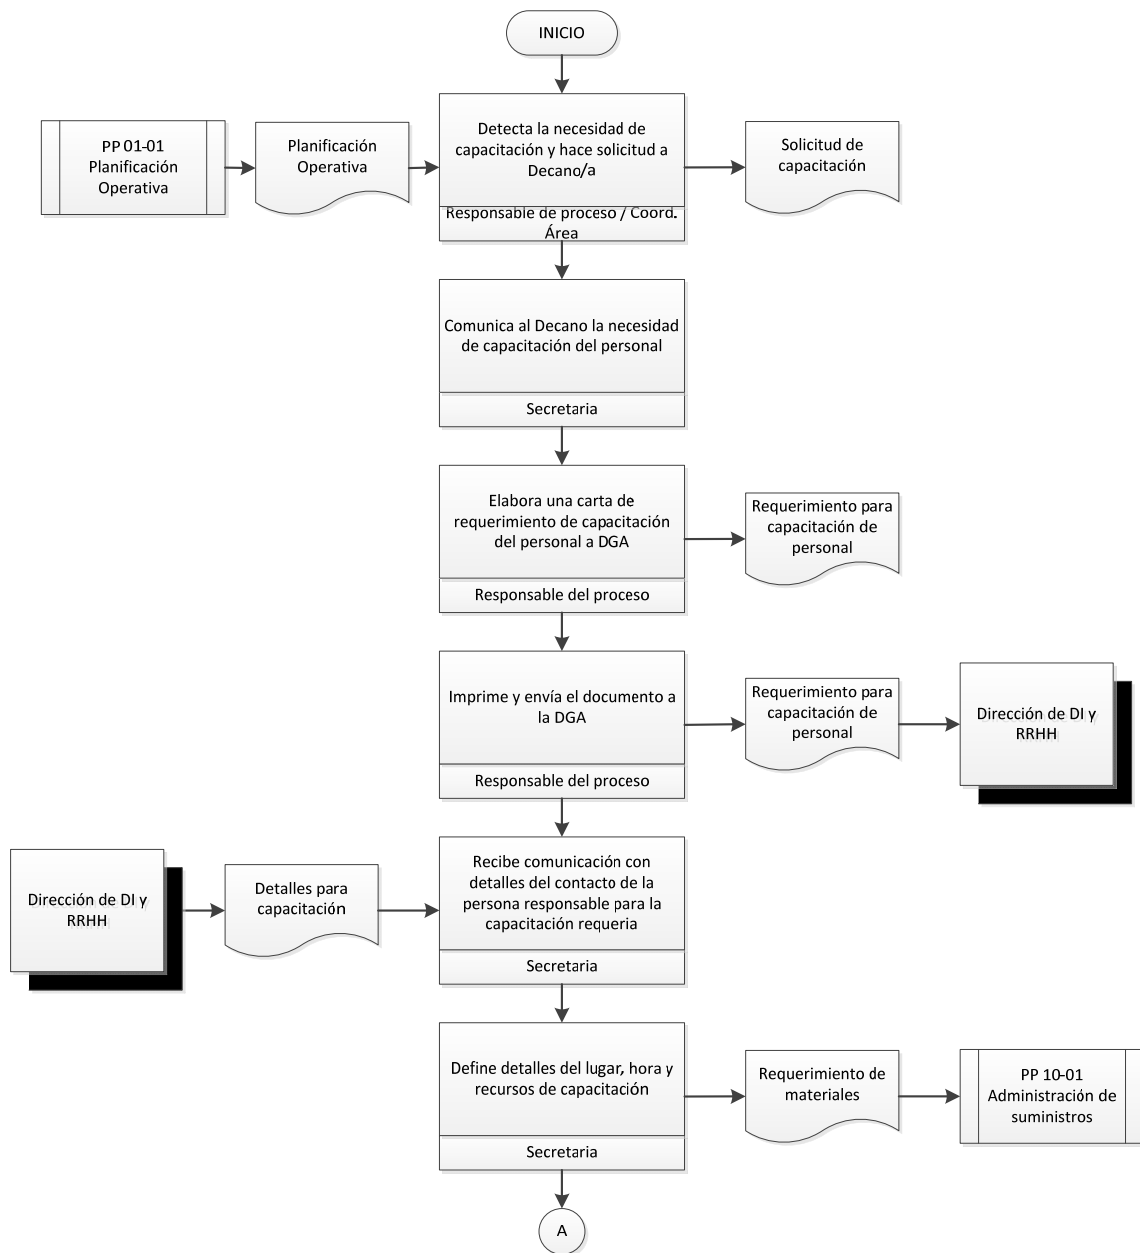 INICIO
PP 01-01
Planificación
Operativa
Planificación
Operativa
Detecta la necesidad de
capacitación y hace solicitud a
Decano/a
Responsable de proceso / Coord.
Área
Solicitud de
capacitación
Comunica al Decano la necesidad
de capacitación del personal
Secretaria
Elabora una carta de
requerimiento de capacitación
del personal a DGA
Responsable del proceso
Requerimiento para
capacitación de
personal
Imprime y envía el documento a
la DGA
Responsable del proceso
Requerimiento para
capacitación de
personal
Dirección de DI y
RRHH
Dirección de DI y
RRHH
Detalles para
capacitación
Recibe comunicación con
detalles del contacto de la
persona responsable para la
capacitación requeria
Secretaria
Define detalles del lugar, hora y
recursos de capacitación
Secretaria
Requerimiento de
materiales
PP 10-01
Administración de
suministros
A